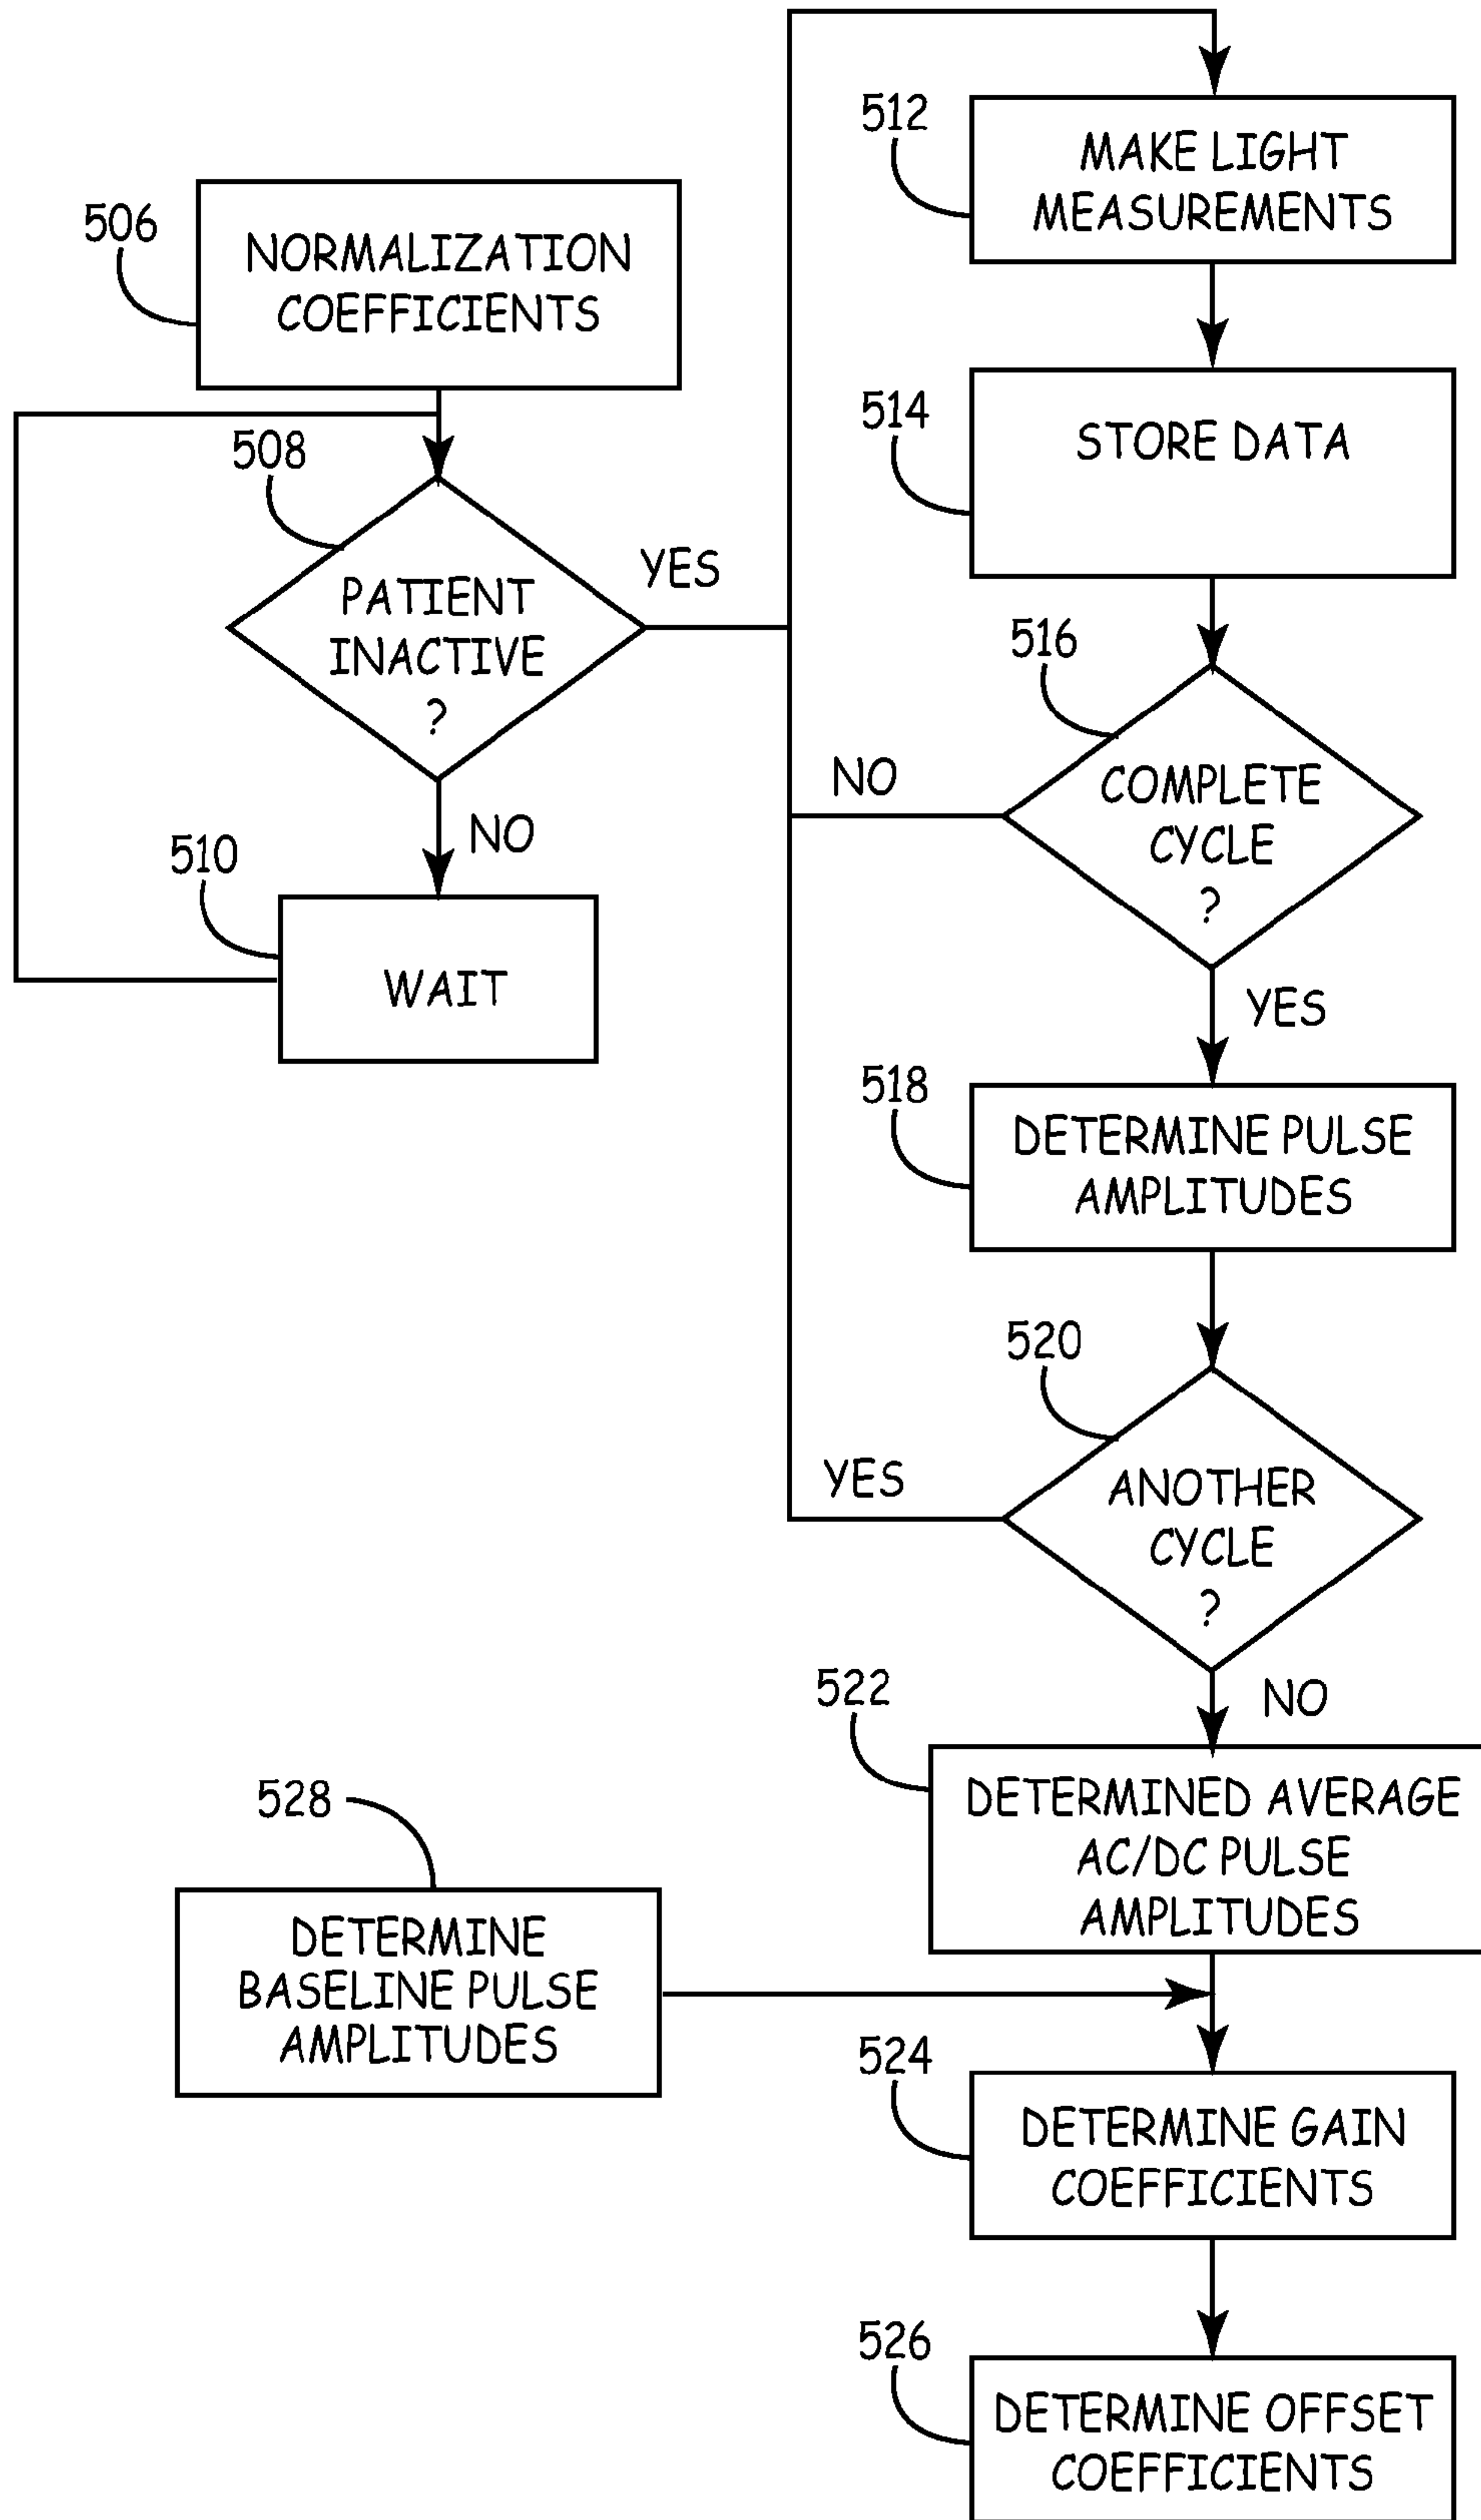 506
NORMALIZATION
COEFFICIENTS
508
PATIENT
INACTIVE
?
YES
NO
510
WAIT
512
MAKE LIGHT
MEASUREMENTS
514
STORE DATA
516
COMPLETE
CYCLE
?
NO
YES
518
DETERMINE PULSE
AMPLITUDES
520
ANOTHER
CYCLE
?
YES
NO
522
DETERMINED AVERAGE
AC/DC PULSE
AMPLITUDES
528
DETERMINE
BASELINE PULSE
AMPLITUDES
524
DETERMINE GAIN
COEFFICIENTS
526
DETERMINE OFFSET
COEFFICIENTS